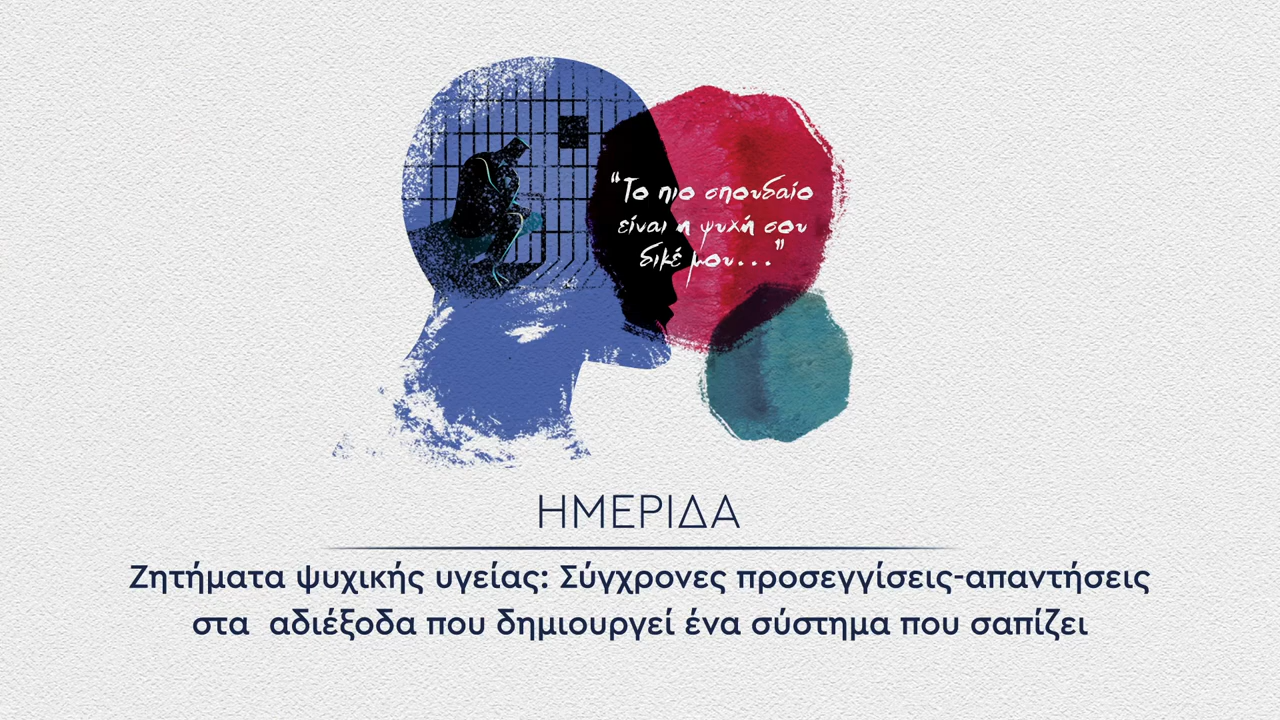 "Το πιο σπουδαίο
είναι η ψυχή σου
δικέ μου..."
ΗΜΕΡΙΔΑ
Ζητήματα ψυχικής υγείας: Σύγχρονες προσεγγίσεις-απαντήσεις
στα αδιέξοδα που δημιουργεί ένα σύστημα που σαπίζει